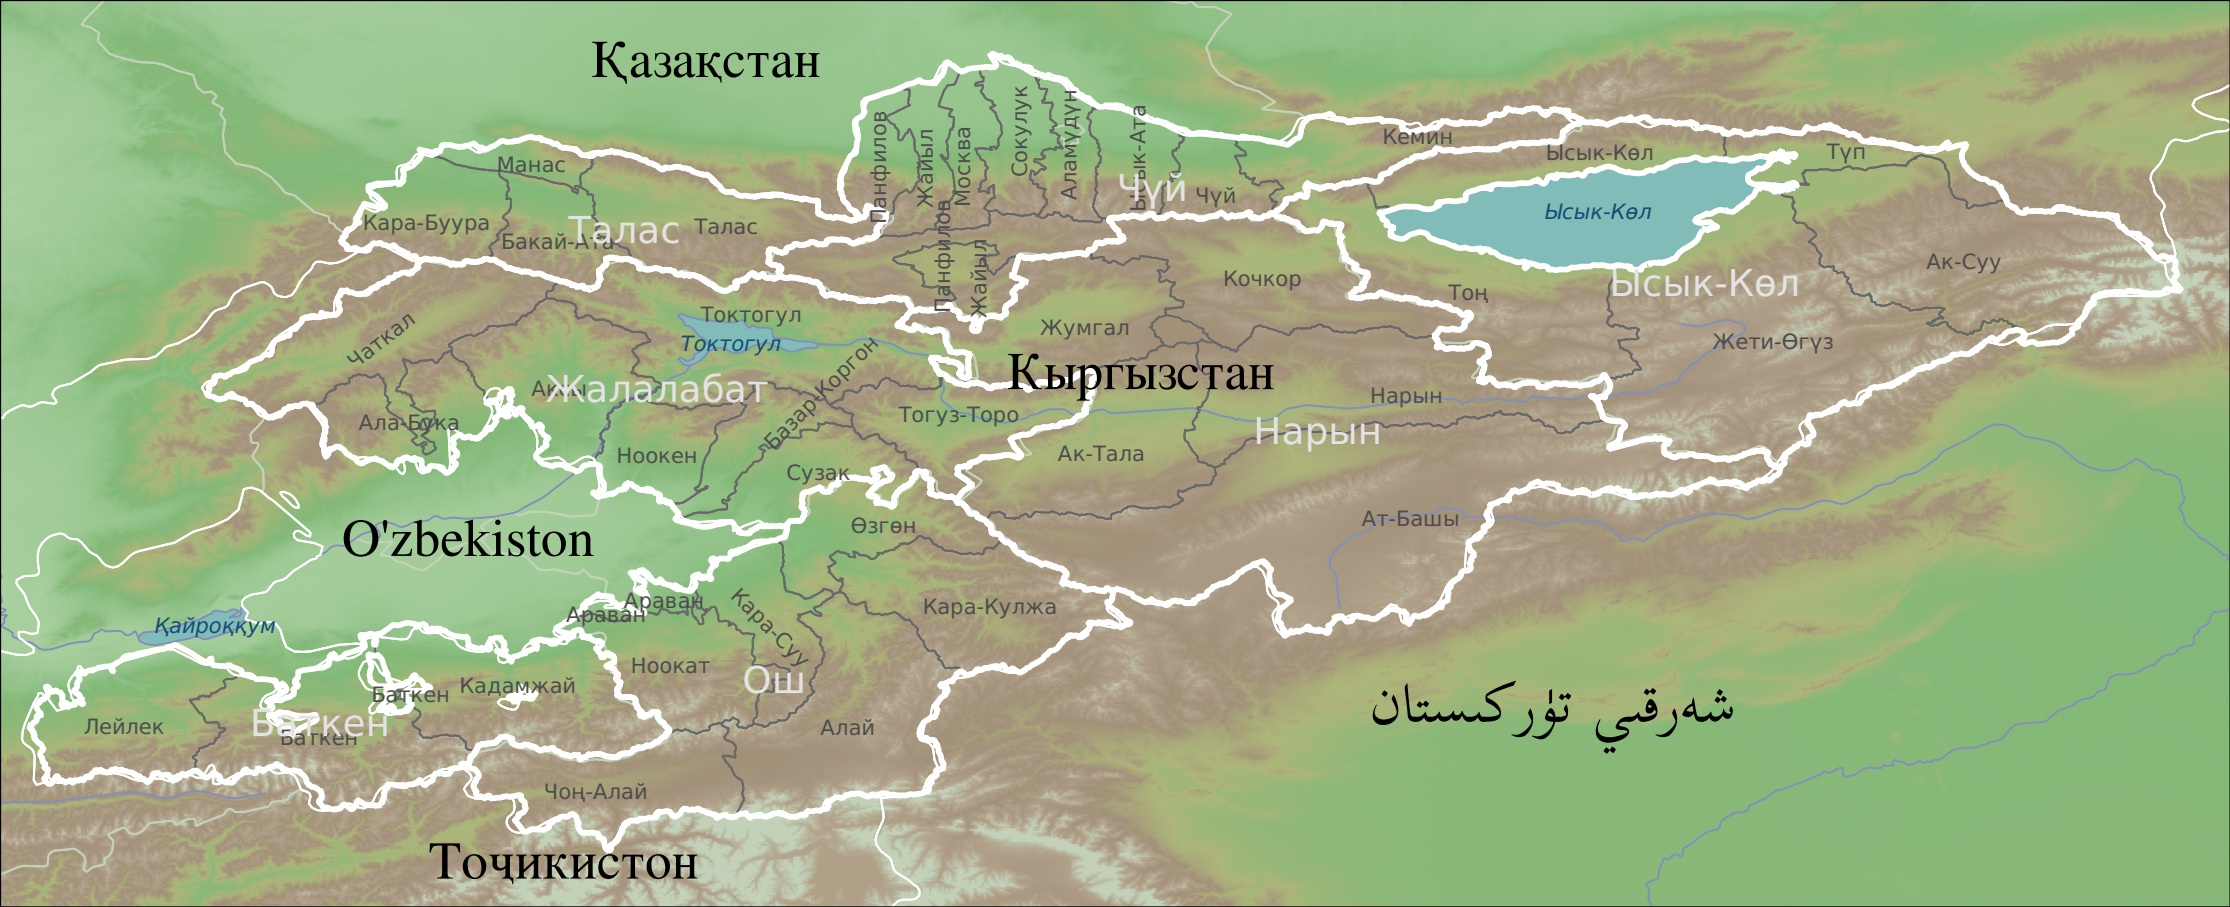 Қазақстан
Кемин
Ысык-Көл
Түп
Манас
Панфилов
Жайыл
Москва
Сокулук
Аламүдүн
Ысык-Ата
Чүй
Чүй
Кара-Буура
Бакай-Ата
Талас
Талас
Ысык-Көл
Ак-Суу
Панфилов
Жайыл
Кочкор
Тоң
Ысык-Көл
Чаткал
Токтогул
Токтогул
Жумгал
Жети-Өгүз
Кыргызстан
Аксы
Жалалабат
Базар-Коргон
Нарын
Ала-Бука
Тогуз-Торо
Нарын
Ноокен
Сузак
Ак-Тала
O'zbekiston
Өзгөн
Ат-Башы
Араван
Араван
Кара-Суу
Кара-Кулжа
Қайроққум
Ноокат
Ош
Баткен
Кадамжай
Лейлек
Баткен
Баткен
Алай
شەرقىي تۈركىستان
Чоң-Алай
Тоҷикистон